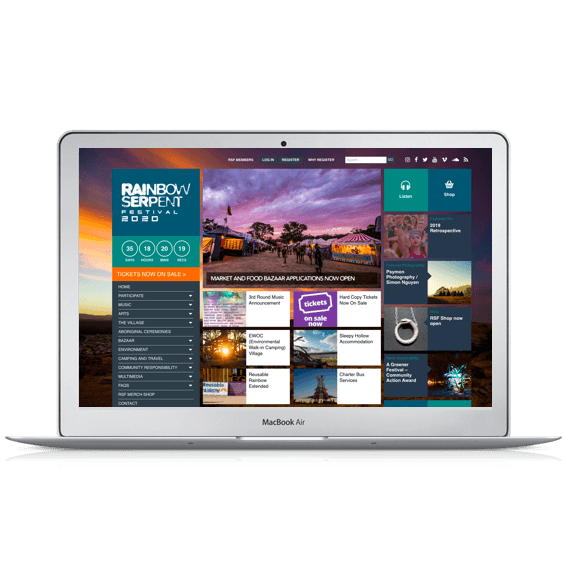 RSF MEMBERS LOG IN REGISTER WHY REGISTER
RAINBOW
SERPENT
FESTIVAL
2020
35 18 20 19
DAYS HOURS MINS SECS
TICKETS NOW ON SALE >
HOME
PARTICIPATE
MUSIC
ARTS
THE VILLAGE
ABORIGINAL CEREMONIES
BAZAAR
ENVIRONMENT
CAMPING AND TRAVEL
COMMUNITY RESPONSIBILITY
MULTIMEDIA
FAQS
RSF MERCH SHOP
CONTACT
MARKET AND FOOD BAZAAR APPLICATIONS NOW OPEN
3rd Round Music
Announcement
tickets
on sale
now
Hard Copy Tickets
Now On Sale
EWOC
(Environmental
Walk-in Camping)
Village
Sleepy Hollow
Accommodation
Reusable
Rainbow
Extended
Charter Bus
Services
Listen
Shop
2019
Retrospective
Paymon
Photography /
Simon Nguyen
RSF Shop now
open
A Greener
Festival –
Community
Action Award
MacBook Air